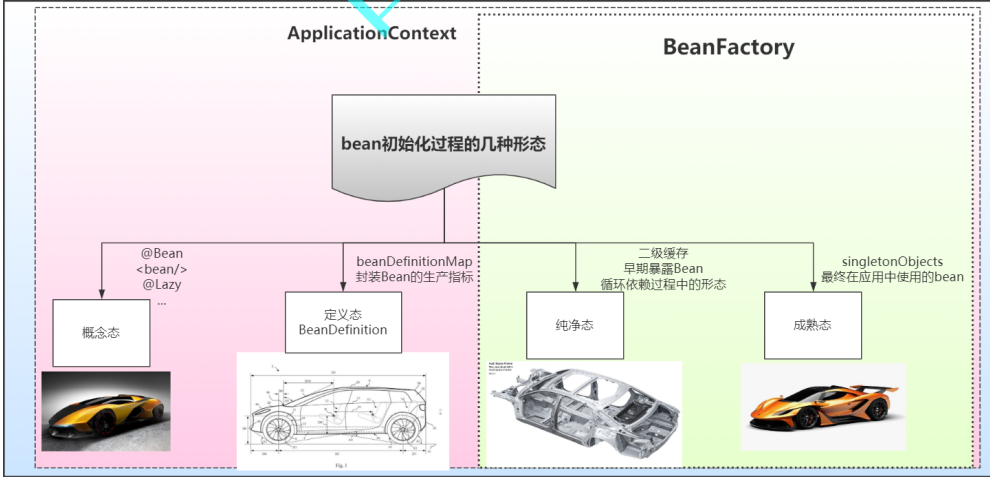 ApplicationContext
BeanFactory
bean初始化过程的几种形态
@Bean
<bean/>
@Lazy
...
beanDefinitionMap
封装Bean的生产指标
二级缓存
早期暴露Bean
循环依赖过程中的形态
singletonObjects
最终在应用中使用的bean
概念态
定义态
BeanDefinition
纯净态
成熟态
Fig. 1